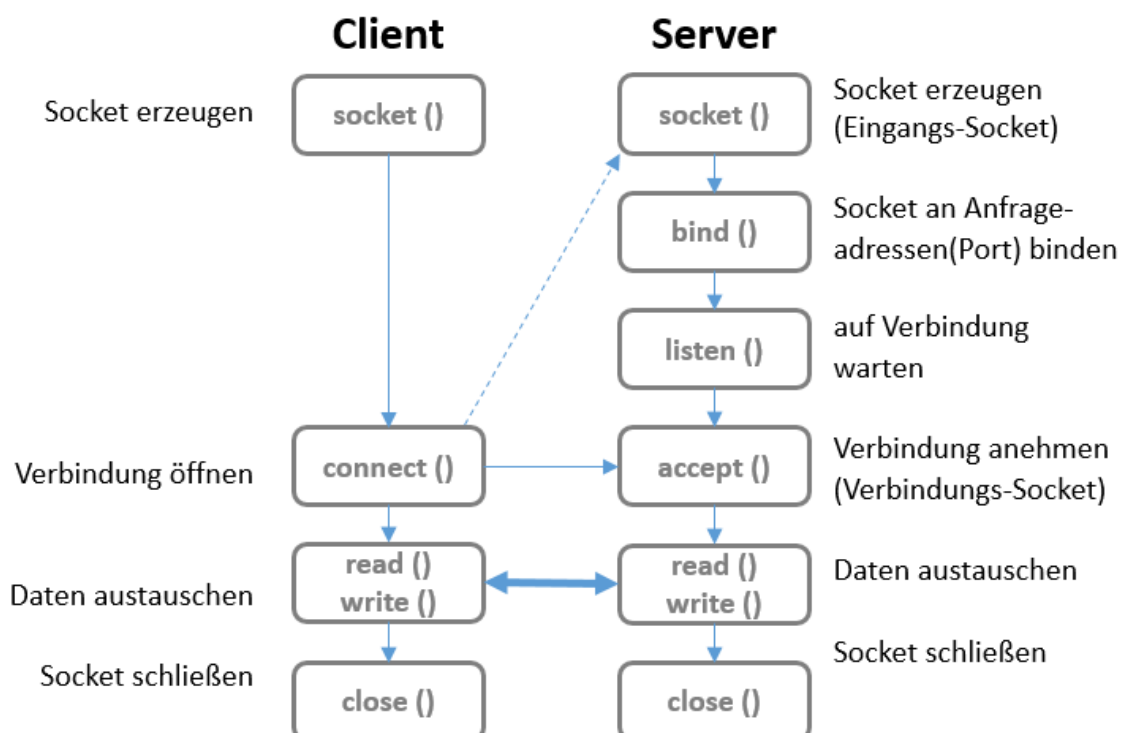 Client
Server
Socket erzeugen
socket ()
socket ()
Socket erzeugen
(Eingangs-Socket)
bind ()
Socket an Anfrage-
adressen(Port) binden
listen ()
auf Verbindung
warten
Verbindung öffnen
connect ()
accept ()
Verbindung anehmen
(Verbindungs-Socket)
Daten austauschen
read ()
write ()
read ()
write ()
Daten austauschen
Socket schließen
close ()
close ()
Socket schließen